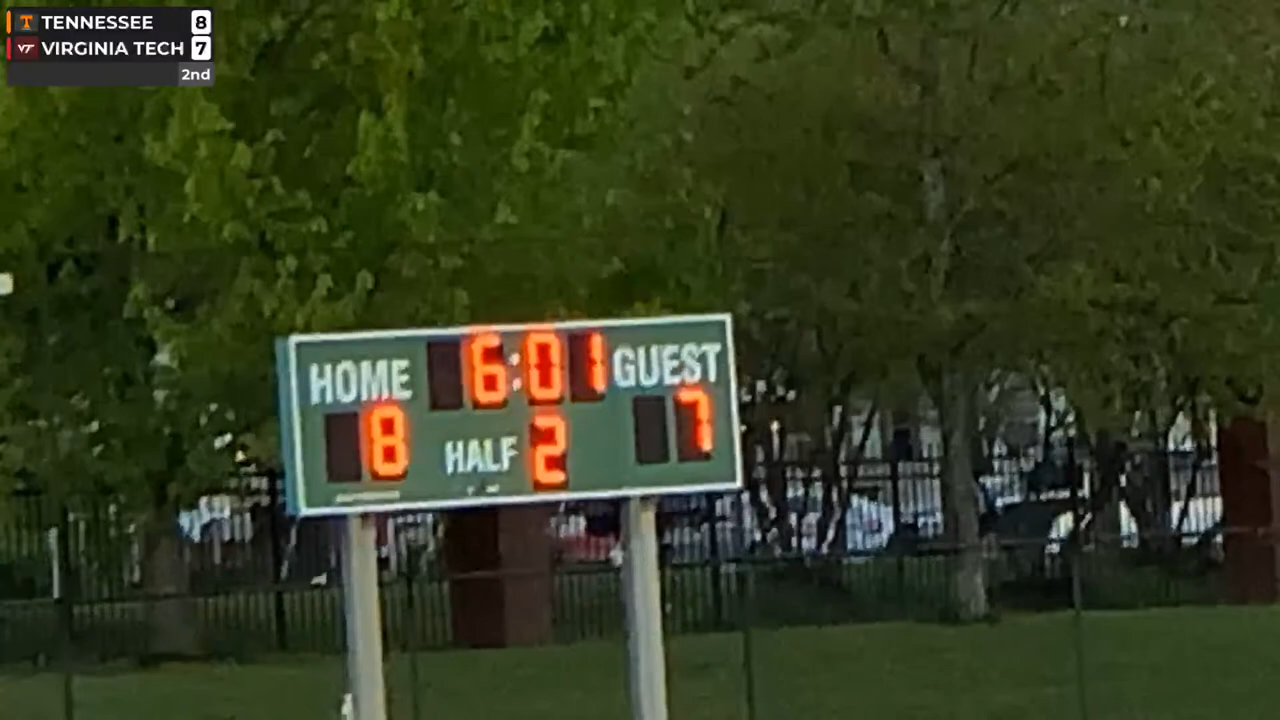 T TENNESSEE 8
VT VIRGINIA TECH 7
2nd
HOME 6:01 GUEST
8 HALF 2 7